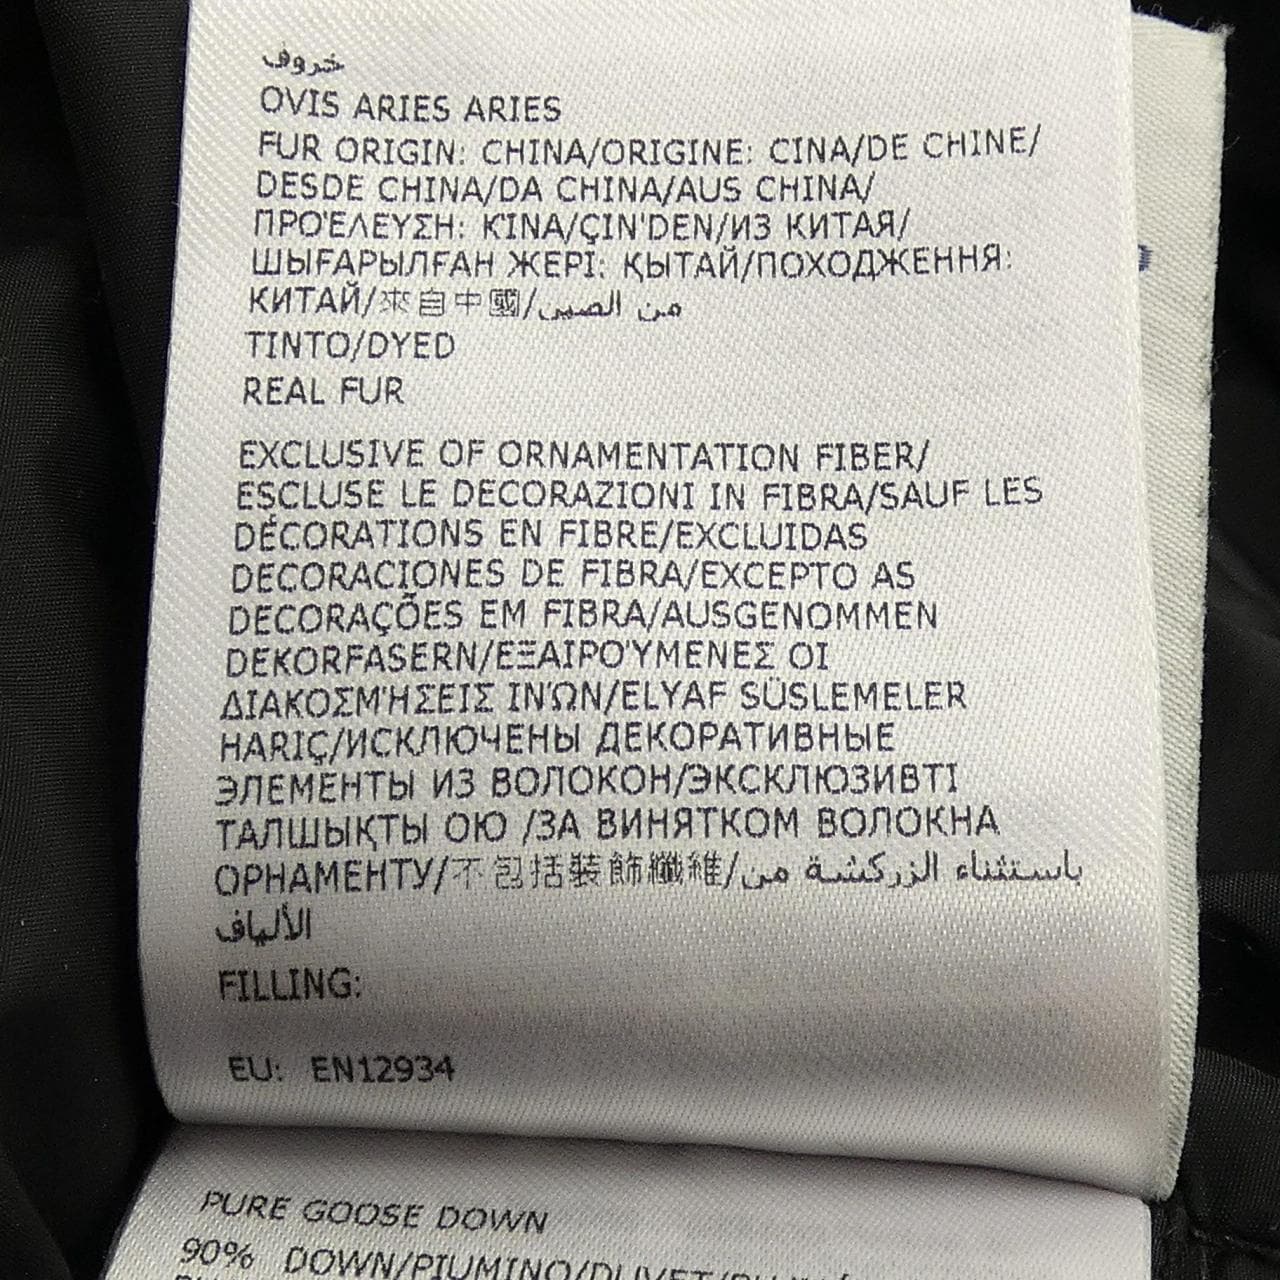 خروف
OVIS ARIES ARIES
FUR ORIGIN: CHINA/ORIGINE: CINA/DE CHINE/
DESDE CHINA/DA CHINA/AUS CHINA/
ΠΡΟΈΛΕΥΣΗ: ΚΊΝΑ/ÇIN'DEN/ИЗ КИТАЯ/
ШЫҒАРЫЛҒАН ЖЕРІ: ҚЫТАЙ/ПОХОДЖЕННЯ:
КИТАЙ/來自中國/من الصين
TINTO/DYED
REAL FUR
EXCLUSIVE OF ORNAMENTATION FIBER/
ESCLUSE LE DECORAZIONI IN FIBRA/SAUF LES
DÉCORATIONS EN FIBRE/EXCLUIDAS
DECORACIONES DE FIBRA/EXCEPTO AS
DECORAÇÕES EM FIBRA/AUSGENOMMEN
DEKORFASERN/ΕΞΑΙΡΟΎΜΕΝΕΣ ΟΙ
ΔΙΑΚΟΣΜΉΣΕΙΣ ΙΝΏΝ/ELYAF SÜSLEMELER
HARIÇ/ИСКЛЮЧЕНЫ ДЕКОРАТИВНЫЕ
ЭЛЕМЕНТЫ ИЗ ВОЛОКОН/ЭКСКЛЮЗИВТІ
ТАЛШЫҚТЫ ОЮ /ЗА ВИНЯТКОМ ВОЛОКНА
ОРНАМЕНТУ/不包括裝飾纖維/باستثناء الزركشة من
الألياف
FILLING:
EU: EN12934
PURE GOOSE DOWN
90% DOWN/PIUMINO/DUVET/